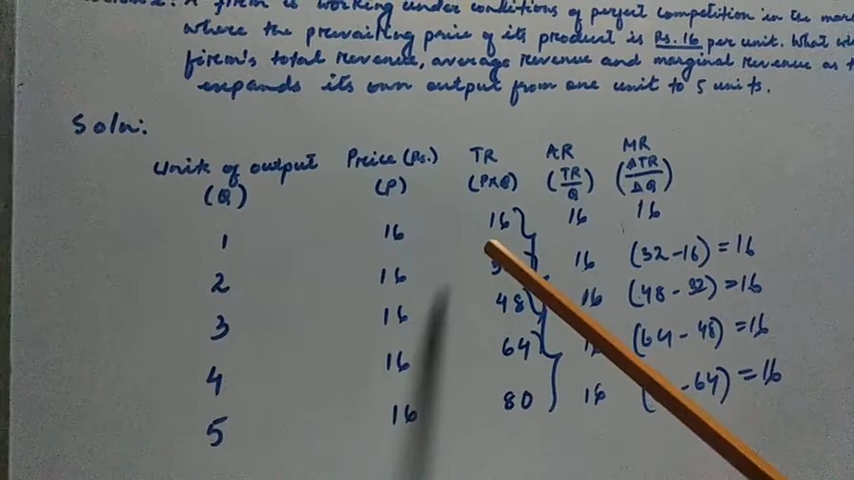 A firm is working under conditions of perfect competition in the
where the prevailing price of its product is Rs. 16 per unit. What
firm's total revenue, average revenue and marginal revenue as
expands its own output from one unit to 5 units.
Soln:
Units of output Price (Rs.) TR AR MR
(Q) (P) (P×Q) (TR/Q) (ΔTR/ΔQ)
1 16 16 16 16
2 16 16 (32-16) = 16
3 16 48 16 (48-32) = 16
4 16 64 (64-48) = 16
5 16 80 16 -64) = 16